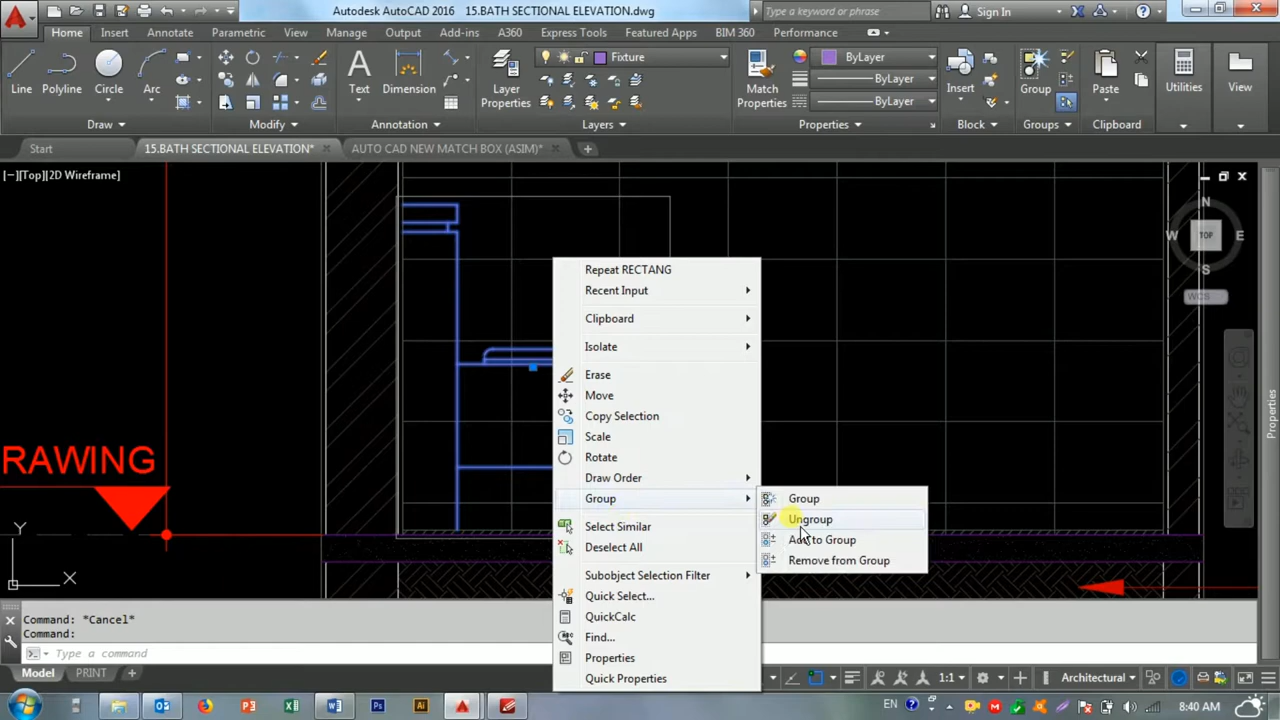 Autodesk AutoCAD 2016   15.BATH SECTIONAL ELEVATION.dwg
Type a keyword or phrase
Sign In
Home Insert Annotate Parametric View Manage Output Add-ins A360 Express Tools Featured Apps BIM 360 Performance
Fixture
ByLayer
ByLayer
ByLayer
Line Polyline Circle Arc Text Dimension Layer Properties Match Properties Insert Group Paste Utilities View
Draw Modify Annotation Layers Properties Block Groups Clipboard
Start 15.BATH SECTIONAL ELEVATION* AUTO CAD NEW MATCH BOX (ASIM)*
[−][Top][2D Wireframe]
N
W TOP E
S
WCS
Repeat RECTANG
Recent Input
Clipboard
Isolate
Erase
Move
Copy Selection
Scale
Rotate
Draw Order
Group
Select Similar
Deselect All
Subobject Selection Filter
Quick Select...
QuickCalc
Find...
Properties
Quick Properties
Group
Ungroup
Add to Group
Remove from Group
Properties
RAWING
Y
X
Command: *Cancel*
Command:
Type a command
Model PRINT
1:1 Architectural
EN 8:40 AM